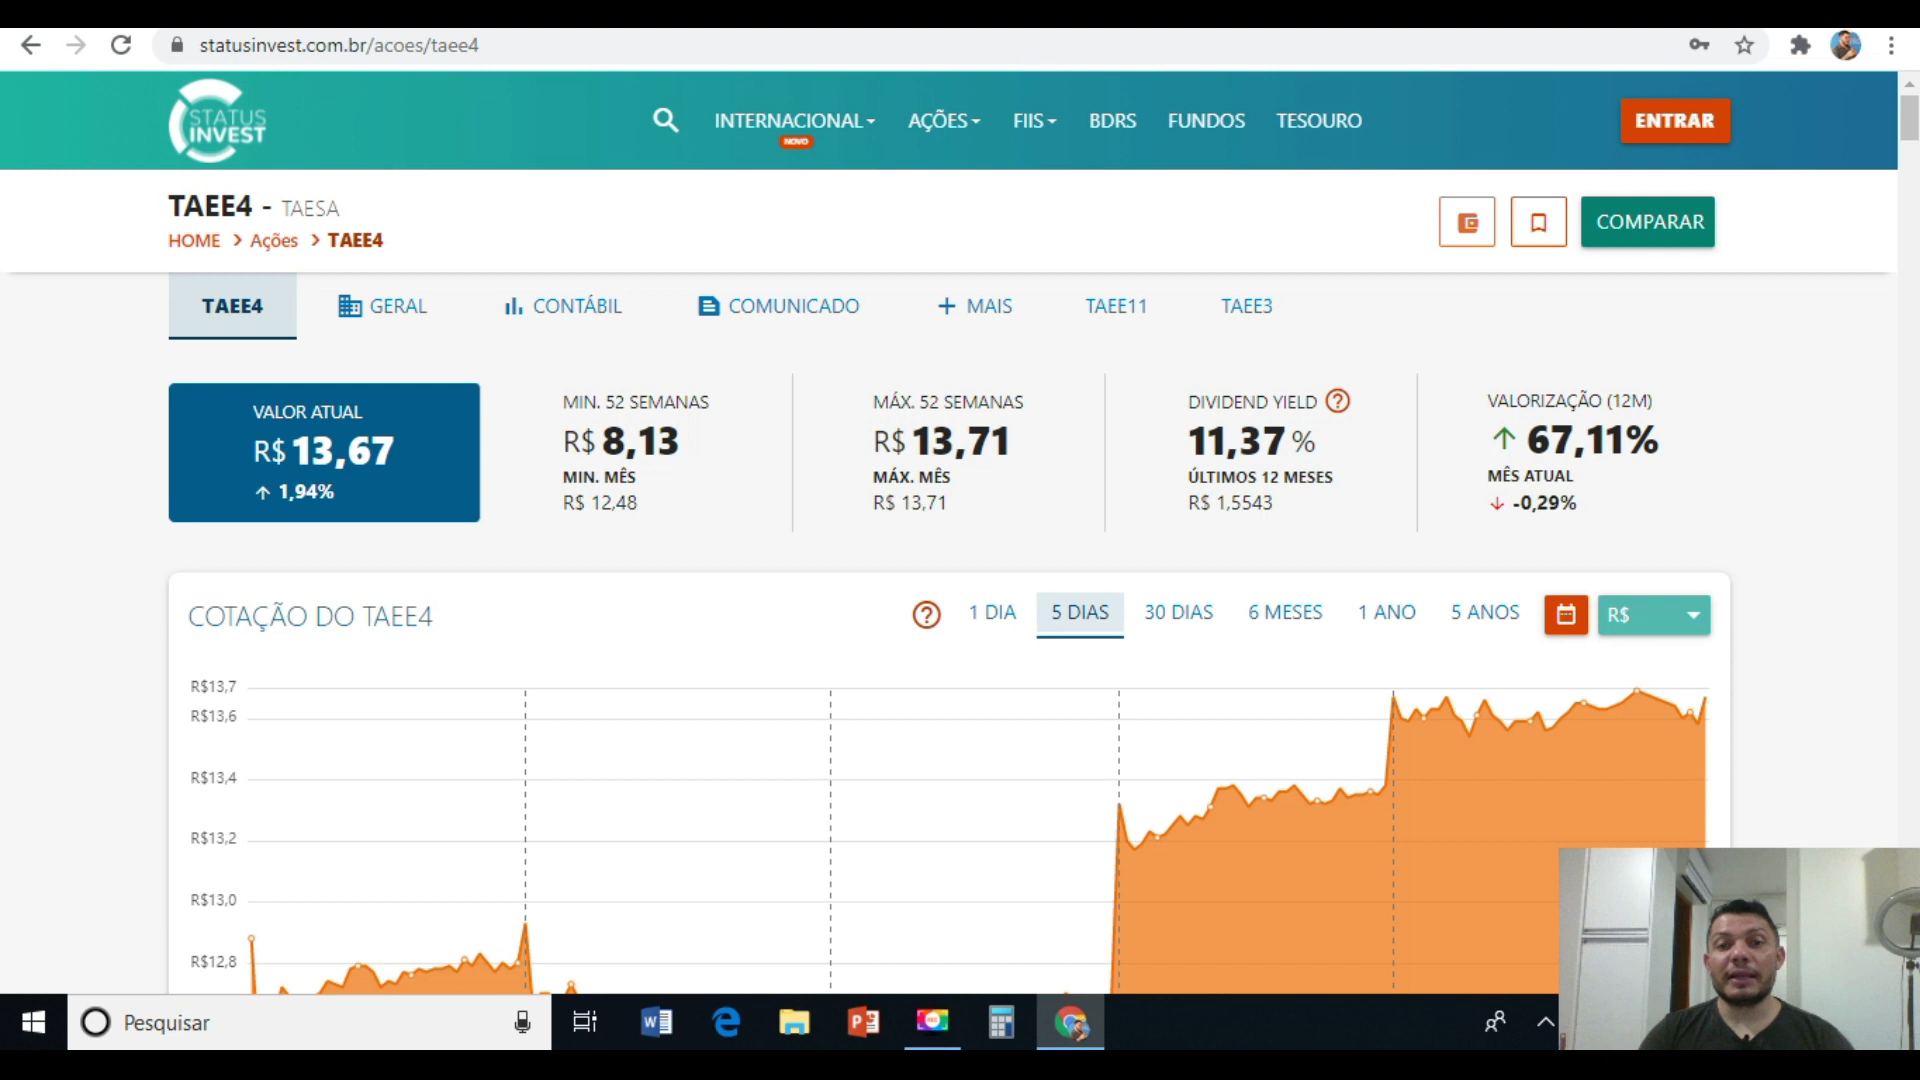 statusinvest.com.br/acoes/taee4
STATUS
INVEST
INTERNACIONAL
NOVO
AÇÕES
FIIS
BDRS
FUNDOS
TESOURO
ENTRAR
TAEE4 - TAESA
HOME > Ações > TAEE4
COMPARAR
TAEE4
GERAL
CONTÁBIL
COMUNICADO
+ MAIS
TAEE11
TAEE3
VALOR ATUAL
R$ 13,67
↑ 1,94%
MIN. 52 SEMANAS
R$ 8,13
MIN. MÊS
R$ 12,48
MÁX. 52 SEMANAS
R$ 13,71
MÁX. MÊS
R$ 13,71
DIVIDEND YIELD ?
11,37 %
ÚLTIMOS 12 MESES
R$ 1,5543
VALORIZAÇÃO (12M)
↑ 67,11%
MÊS ATUAL
↓ -0,29%
COTAÇÃO DO TAEE4
?
1 DIA
5 DIAS
30 DIAS
6 MESES
1 ANO
5 ANOS
R$
R$13,7
R$13,6
R$13,4
R$13,2
R$13,0
R$12,8
Pesquisar